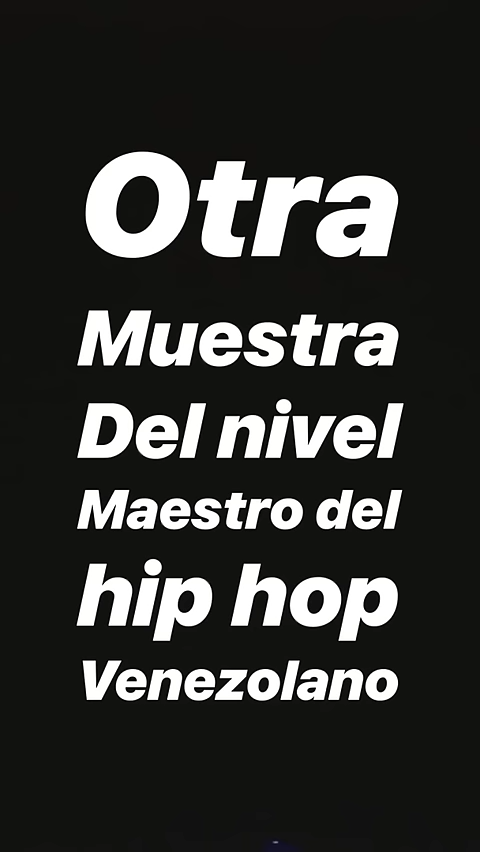 Otra
Muestra
Del nivel
Maestro del
hip hop
Venezolano